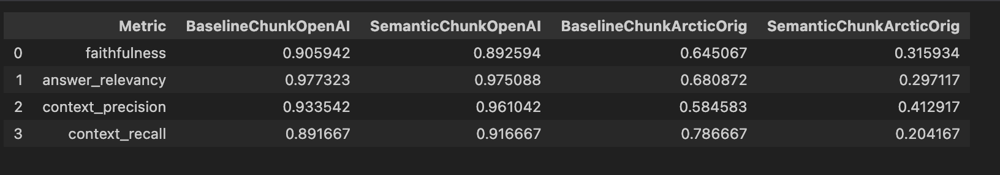 Metric BaselineChunkOpenAI SemanticChunkOpenAI BaselineChunkArcticOrig SemanticChunkArcticOrig
0 faithfulness 0.905942 0.892594 0.645067 0.315934
1 answer_relevancy 0.977323 0.975088 0.680872 0.297117
2 context_precision 0.933542 0.961042 0.584583 0.412917
3 context_recall 0.891667 0.916667 0.786667 0.204167